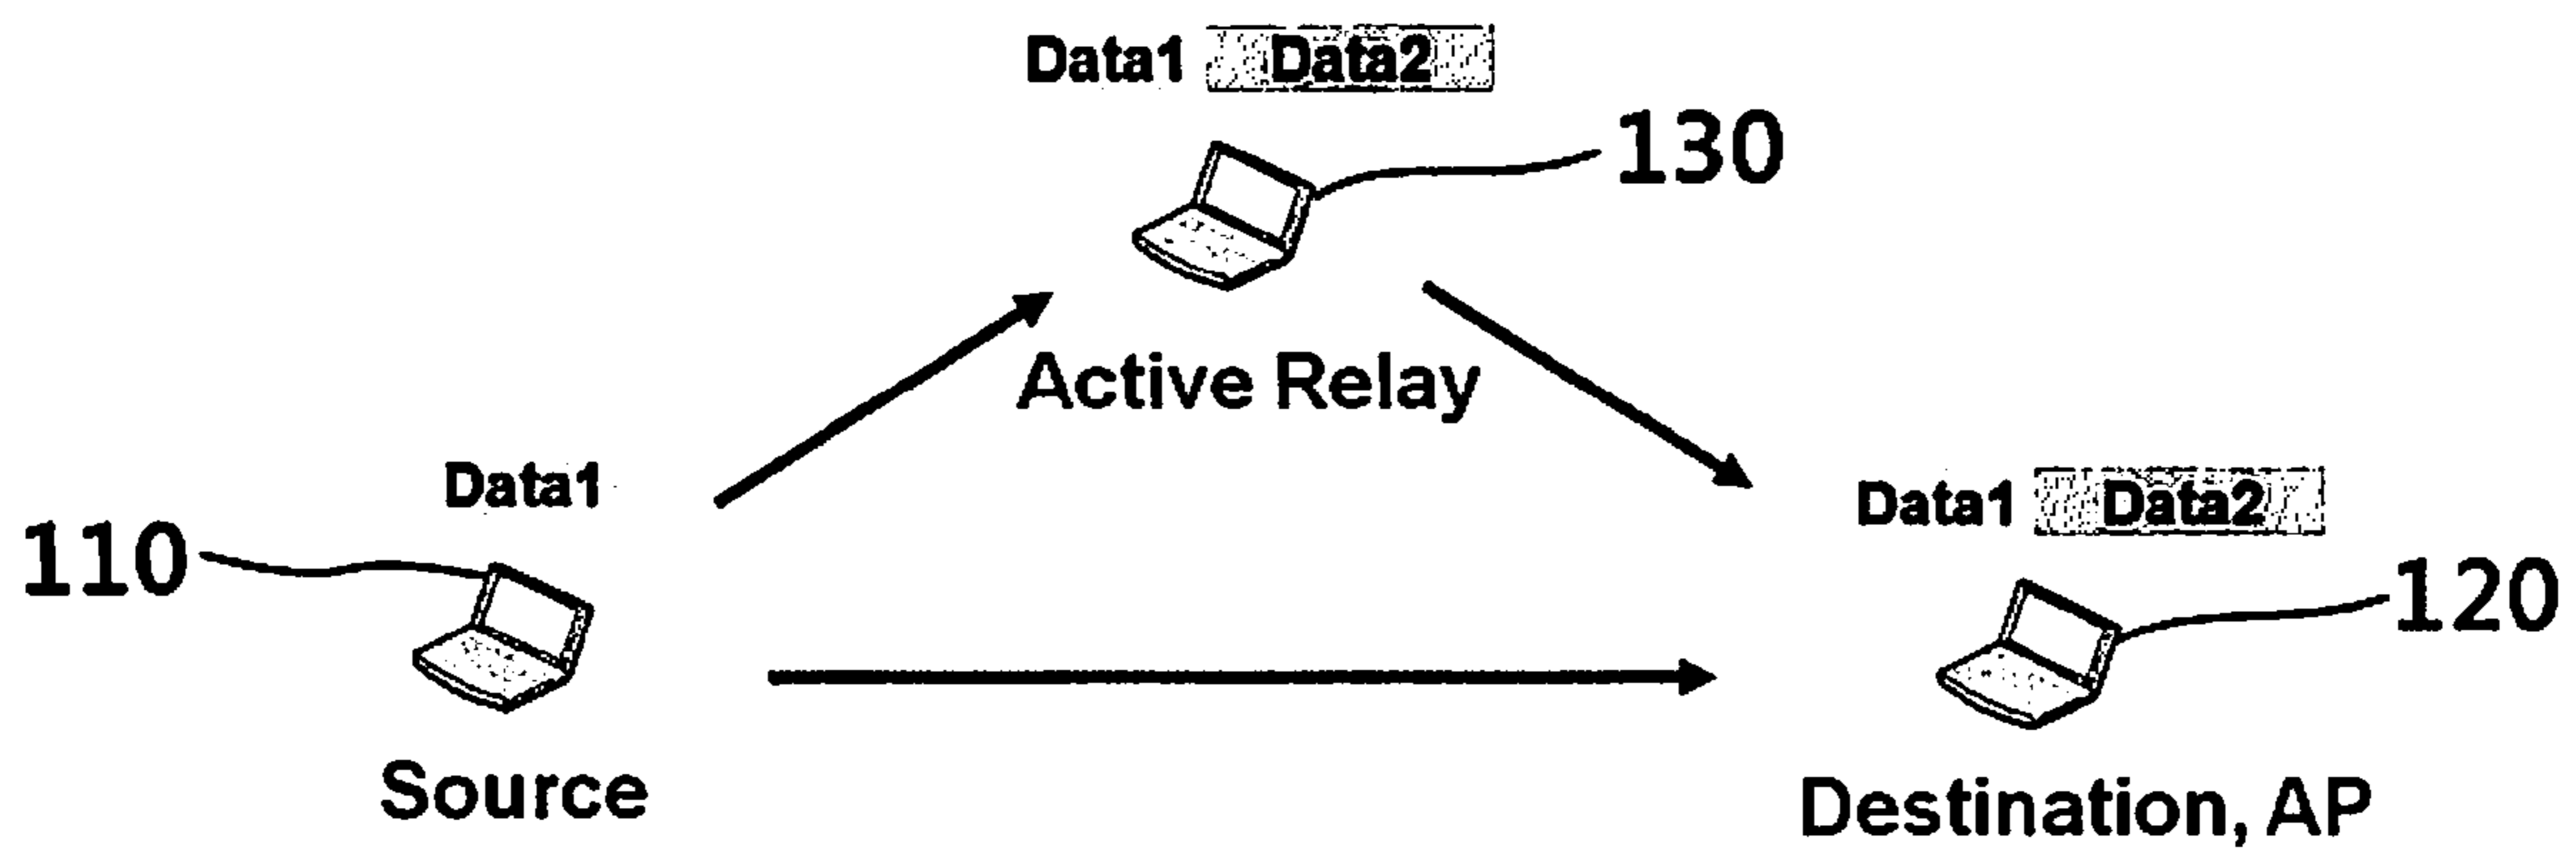 Data1 Data2
130
Active Relay
Data1
110
Data1 Data2
120
Source
Destination, AP